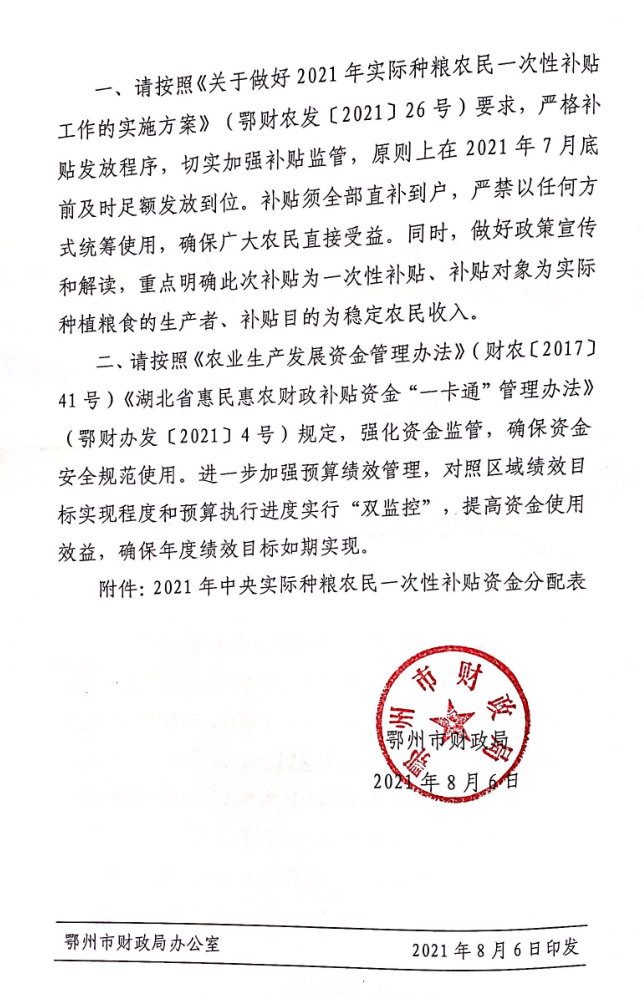 一、请按照《关于做好2021年实际种粮农民一次性补贴
工作的实施方案》（鄂财农发〔2021〕26号）要求，严格补
贴发放程序，切实加强补贴监管，原则上在2021年7月底
前及时足额发放到位。补贴须全部直补到户，严禁以任何方
式统筹使用，确保广大农民直接受益。同时，做好政策宣传
和解读，重点明确此次补贴为一次性补贴、补贴对象为实际
种植粮食的生产者、补贴目的为稳定农民收入。
二、请按照《农业生产发展资金管理办法》（财农〔2017〕
41号）《湖北省惠民惠农财政补贴资金“一卡通”管理办法》
（鄂财办发〔2021〕4号）规定，强化资金监管，确保资金
安全规范使用。进一步加强预算绩效管理，对照区域绩效目
标实现程度和预算执行进度实行“双监控”，提高资金使用
效益，确保年度绩效目标如期实现。
附件：2021年中央实际种粮农民一次性补贴资金分配表
鄂州市财政局
鄂州市财政局
2021年8月6日
鄂州市财政局办公室 2021年8月6日印发